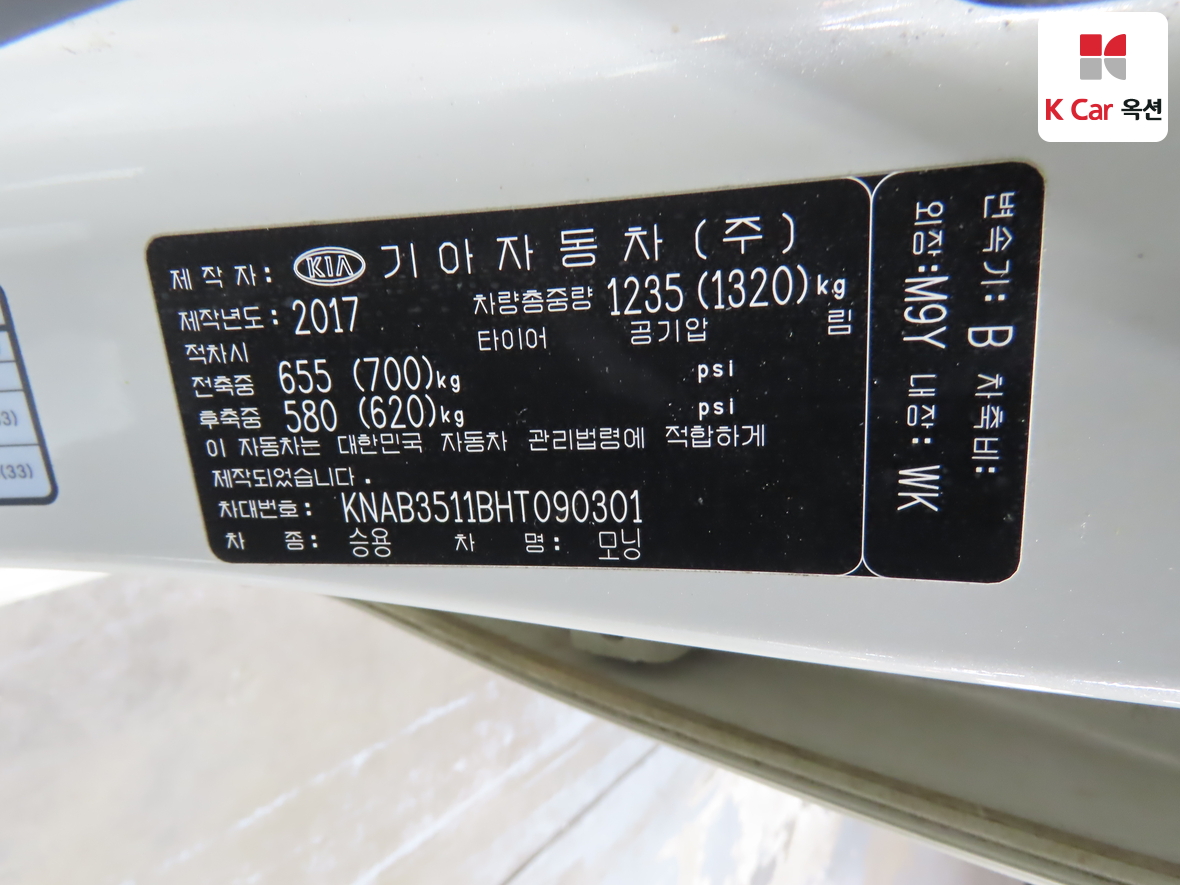 K Car 옥션
제 작 자: KIA 기 아 자 동 차 (주)
제작년도: 2017 차량총중량 1235 (1320)kg
적차시 타이어 공기압 림
전축중 655 (700)kg psi
후축중 580 (620)kg psi
이 자동차는 대한민국 자동차 관리법령에 적합하게
제작되었습니다.
차대번호: KNAB3511BHT090301
차 종: 승용 차 명: 모닝
변속기: B 차축비:
외장:M9Y 내장: WK
(33)